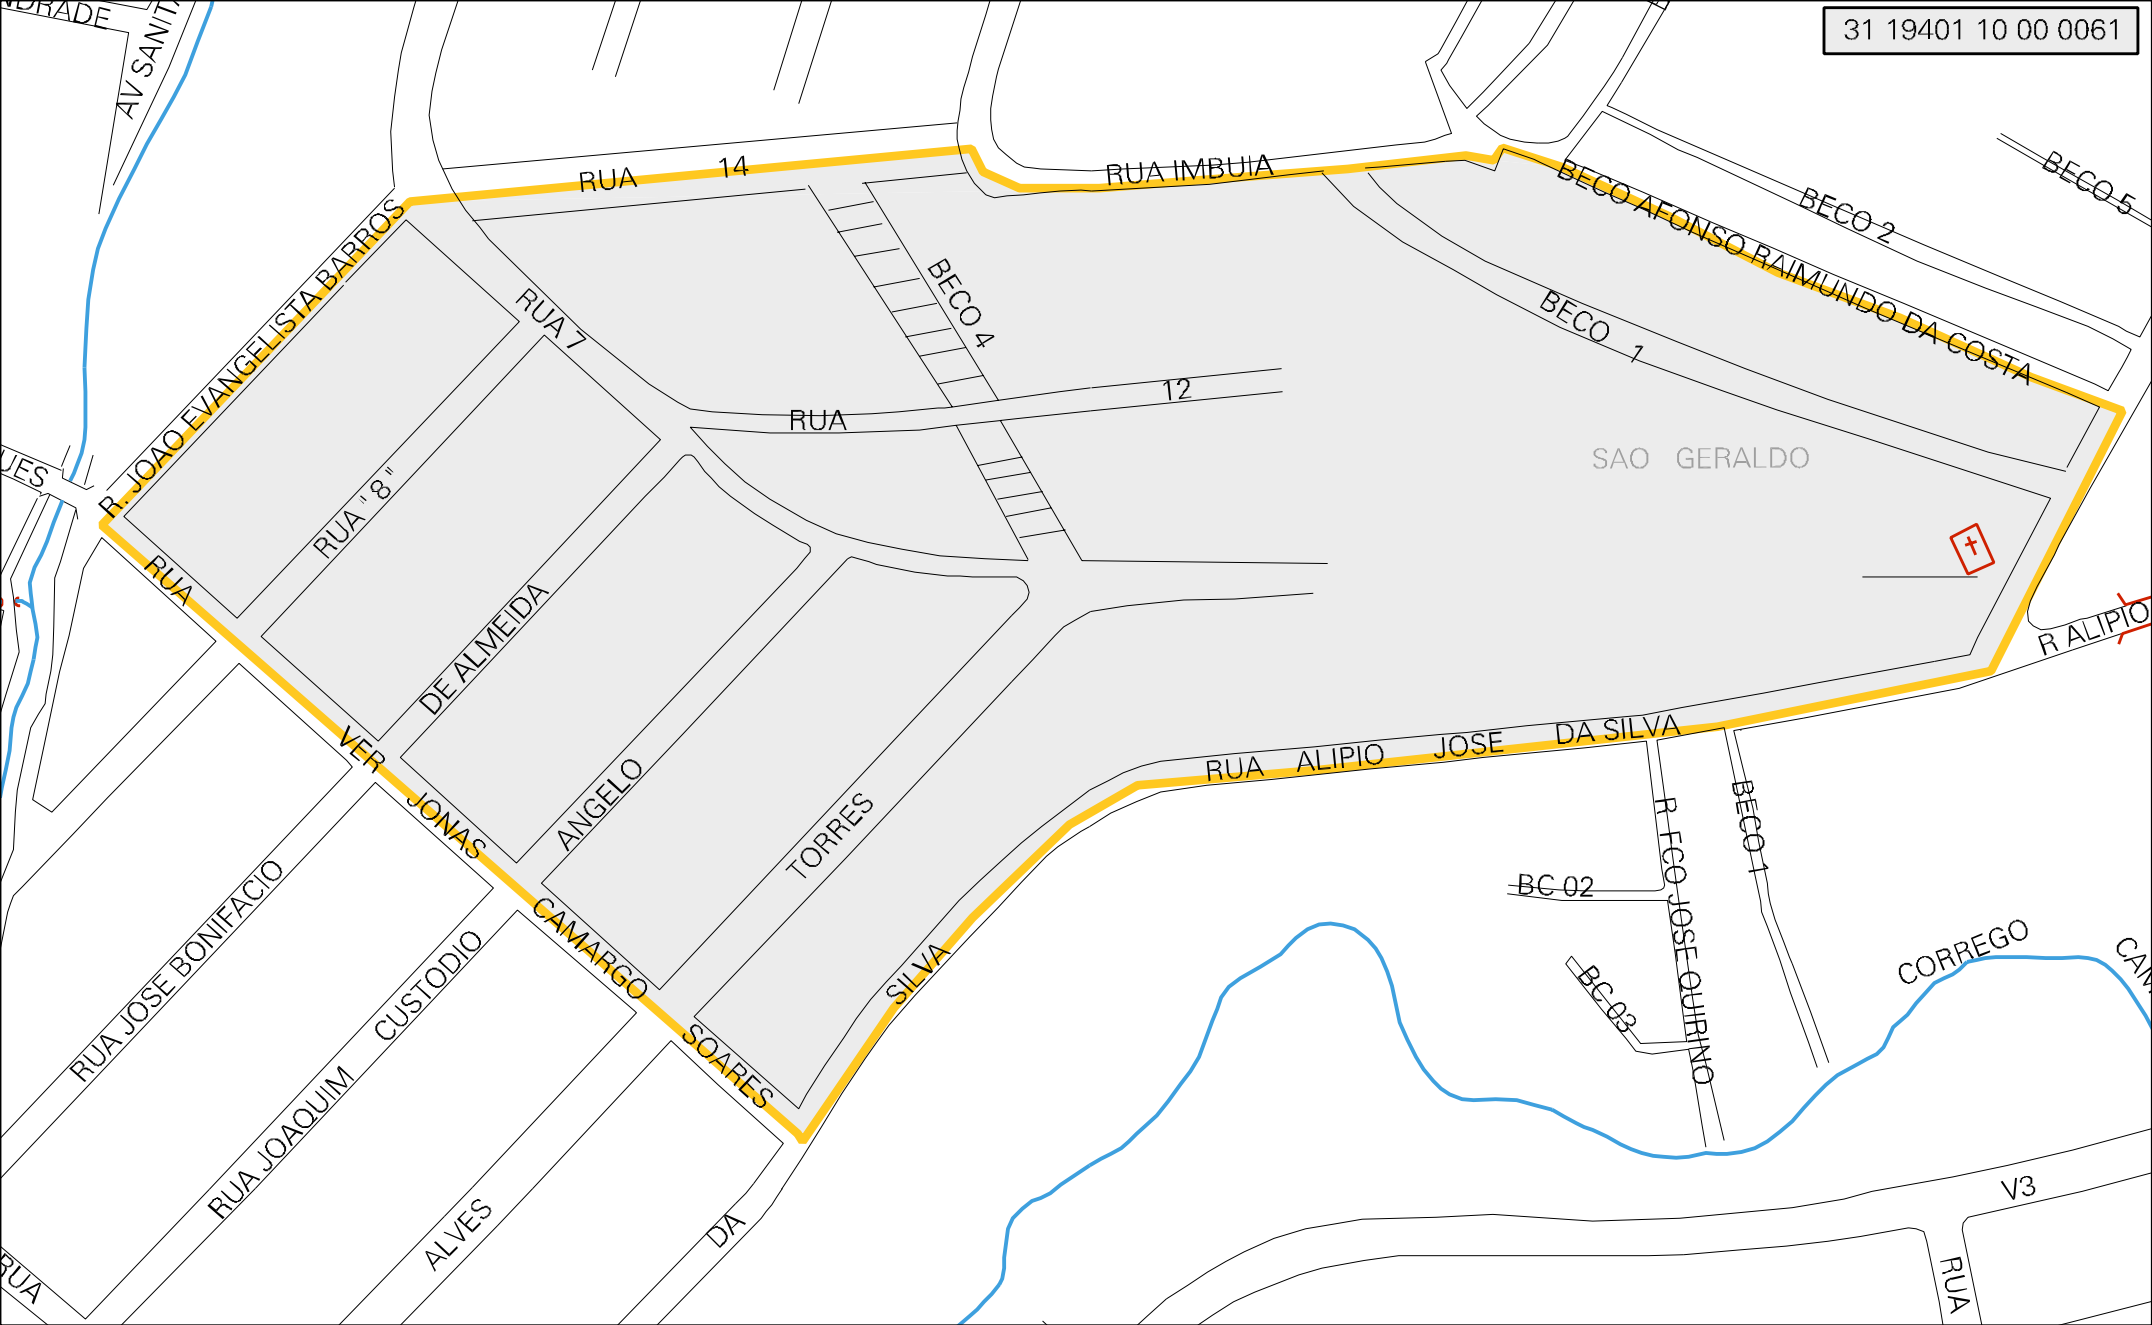 31 19401 10 00 0061
AV SANITA
RUA 14
RUA IMBUIA
BECO AFONSO RAIMUNDO DA COSTA
BECO 2
BECO 5
R. JOAO EVANGELISTA BARROS
RUA 7
BECO 4
BECO 1
RUA 12
SAO GERALDO
RUA "8"
DE ALMEIDA
ANGELO
TORRES
RUA VER JONAS CAMARGO SOARES
R ALIPIO
RUA ALIPIO JOSE DA SILVA
SILVA
BECO 1
R FCO JOSE QUIRINO
BC 02
BC 03
CORREGO
RUA JOSE BONIFACIO
RUA JOAQUIM CUSTODIO
ALVES
DA
V3
RUA
RUA